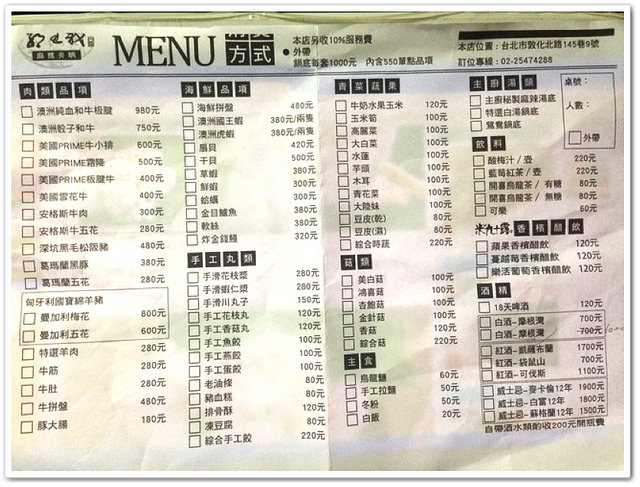 麻辣火鍋
MENU
消費方式
本店另收10%服務費
●外帶
鍋底每套1000元 內含550單點品項
本店位置：台北市敦化北路145巷9號
訂位專線：02-25474288
肉類品項
澳洲純血和牛板腱 980元
澳洲骰子和牛 750元
美國PRIME牛小排 600元
美國PRIME霜降 500元
美國PRIME板腱牛 400元
美國雪花牛 400元
安格斯牛肉 300元
安格斯牛五花 280元
深坑黑毛松阪豬 480元
葛瑪蘭黑豚 380元
葛瑪蘭五花 280元
匈牙利國寶綿羊豬
曼加利梅花 800元
曼加利五花 600元
特選羊肉 280元
牛筋 280元
牛肚 280元
牛拼盤 480元
豚大腸 180元
海鮮品項
海鮮拼盤 480元
澳洲國王蝦 380元/兩隻
澳洲虎蝦 380元/兩隻
扇貝 420元
干貝 500元
草蝦 380元
鮮蝦 300元
蛤蠣 300元
金目鱸魚 380元
軟絲 380元
炸金錢鰻 320元
手工丸類
手滑花枝漿 280元
手滑蝦仁漿 280元
手滑川丸子 150元
手工花枝丸 120元
手工香菇丸 120元
手工魚餃 100元
手工燕餃 100元
手工蛋餃 100元
老油條 80元
豬血糕 80元
排骨酥 120元
凍豆腐 80元
綜合手工餃 220元
青菜蔬果
牛奶水果玉米 120元
玉米筍 100元
高麗菜 100元
大白菜 100元
水蓮 100元
芋頭 100元
木耳 100元
青花菜 100元
大陸妹 100元
豆皮(乾) 80元
豆皮(濕) 80元
綜合時蔬 220元
菇類
美白菇 100元
鴻喜菇 100元
杏鮑菇 100元
金針菇 100元
香菇 100元
綜合菇 220元
主食
烏龍麵 60元
手工拉麵 50元
冬粉 50元
白飯 20元
主廚湯頭
主廚秘製麻辣湯底
特選白湯鍋底
鴛鴦鍋底
桌號：
人數：
外帶
飲料
酸梅汁／壺 220元
藍莓紅茶／壺 220元
開喜烏龍茶／有糖 80元
開喜烏龍茶／無糖 80元
可樂 60元
香檳醋飲
蘋果香檳醋飲 120元
蔓越莓香檳醋飲 120元
樂活葡萄香檳醋飲 120元
酒精
18天啤酒 120元
白酒–摩根灣 700元
白酒–摩根灣 700元
紅酒–凱薩布蘭 1700元
紅酒–袋鼠山 700元
紅酒–可伐斯 1100元
威士忌–麥卡倫12年 1900元
威士忌–白富12年 1800元
威士忌–蘇格蘭12年 1500元
自帶酒水類酌收200元開瓶費